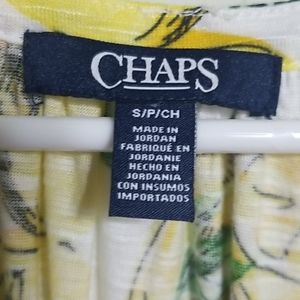 CHAPS
S/P/CH
MADE IN
JORDAN
FABRIQUÉ EN
JORDANIE
HECHO EN
JORDANIA
CON INSUMOS
IMPORTADOS